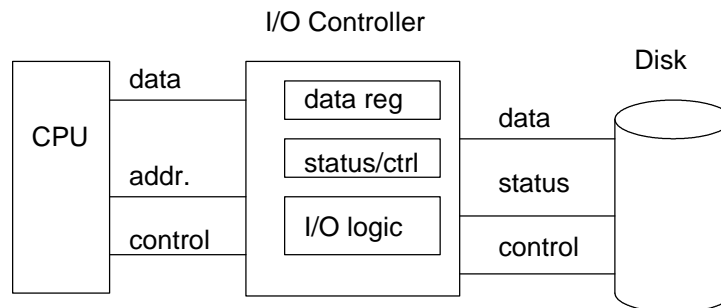 I/O Controller
Disk
CPU
data
addr.
control
data reg
status/ctrl
I/O logic
data
status
control